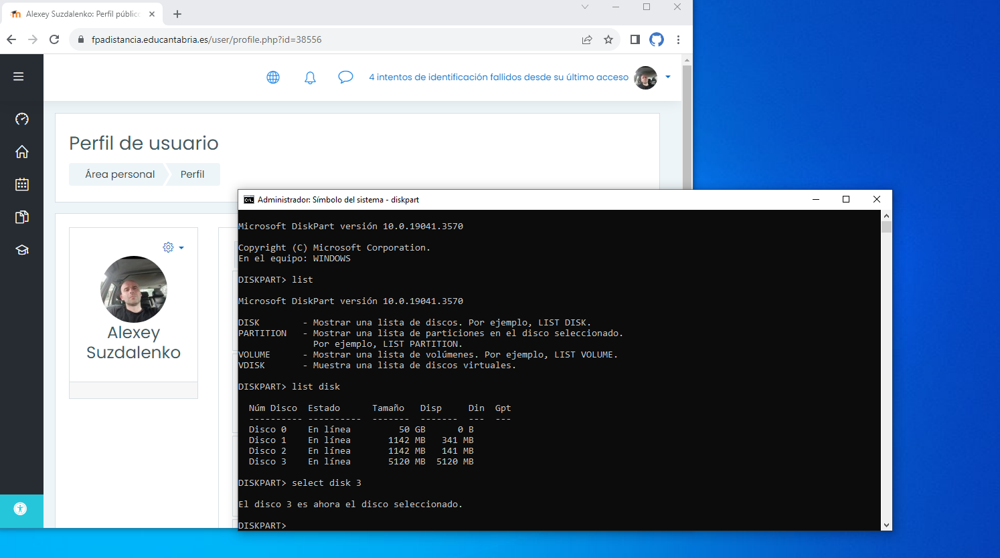 Alexey Suzdalenko: Perfil público
fpadistancia.educantabria.es/user/profile.php?id=38556
4 intentos de identificación fallidos desde su último acceso
Perfil de usuario
Área personal
Perfil
Alexey
Suzdalenko
Administrador: Símbolo del sistema - diskpart
Microsoft DiskPart versión 10.0.19041.3570
Copyright (C) Microsoft Corporation.
En el equipo: WINDOWS
DISKPART> list
Microsoft DiskPart versión 10.0.19041.3570
DISK        - Mostrar una lista de discos. Por ejemplo, LIST DISK.
PARTITION   - Mostrar una lista de particiones en el disco seleccionado.
Por ejemplo, LIST PARTITION.
VOLUME      - Mostrar una lista de volúmenes. Por ejemplo, LIST VOLUME.
VDISK       - Muestra una lista de discos virtuales.
DISKPART> list disk
Núm Disco  Estado      Tamaño   Disp     Din  Gpt
---------- ----------  -------  -------  ---  ---
Disco 0    En línea         50 GB      0 B
Disco 1    En línea       1142 MB   341 MB
Disco 2    En línea       1142 MB   141 MB
Disco 3    En línea       5120 MB  5120 MB
DISKPART> select disk 3
El disco 3 es ahora el disco seleccionado.
DISKPART>